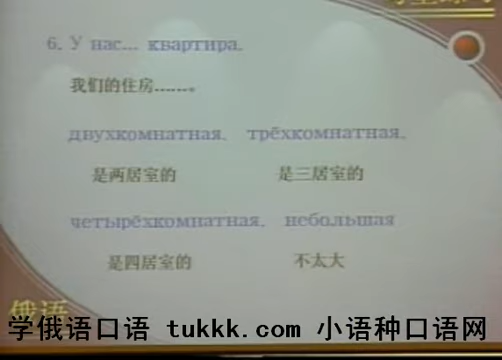 6. У нас... квартира.
我们的住房……。
двухкомнатная, трёхкомнатная,
是两居室的 是三居室的
четырёхкомнатная, небольшая
是四居室的 不太大
俄语
学俄语口语 tukkk.com 小语种口语网